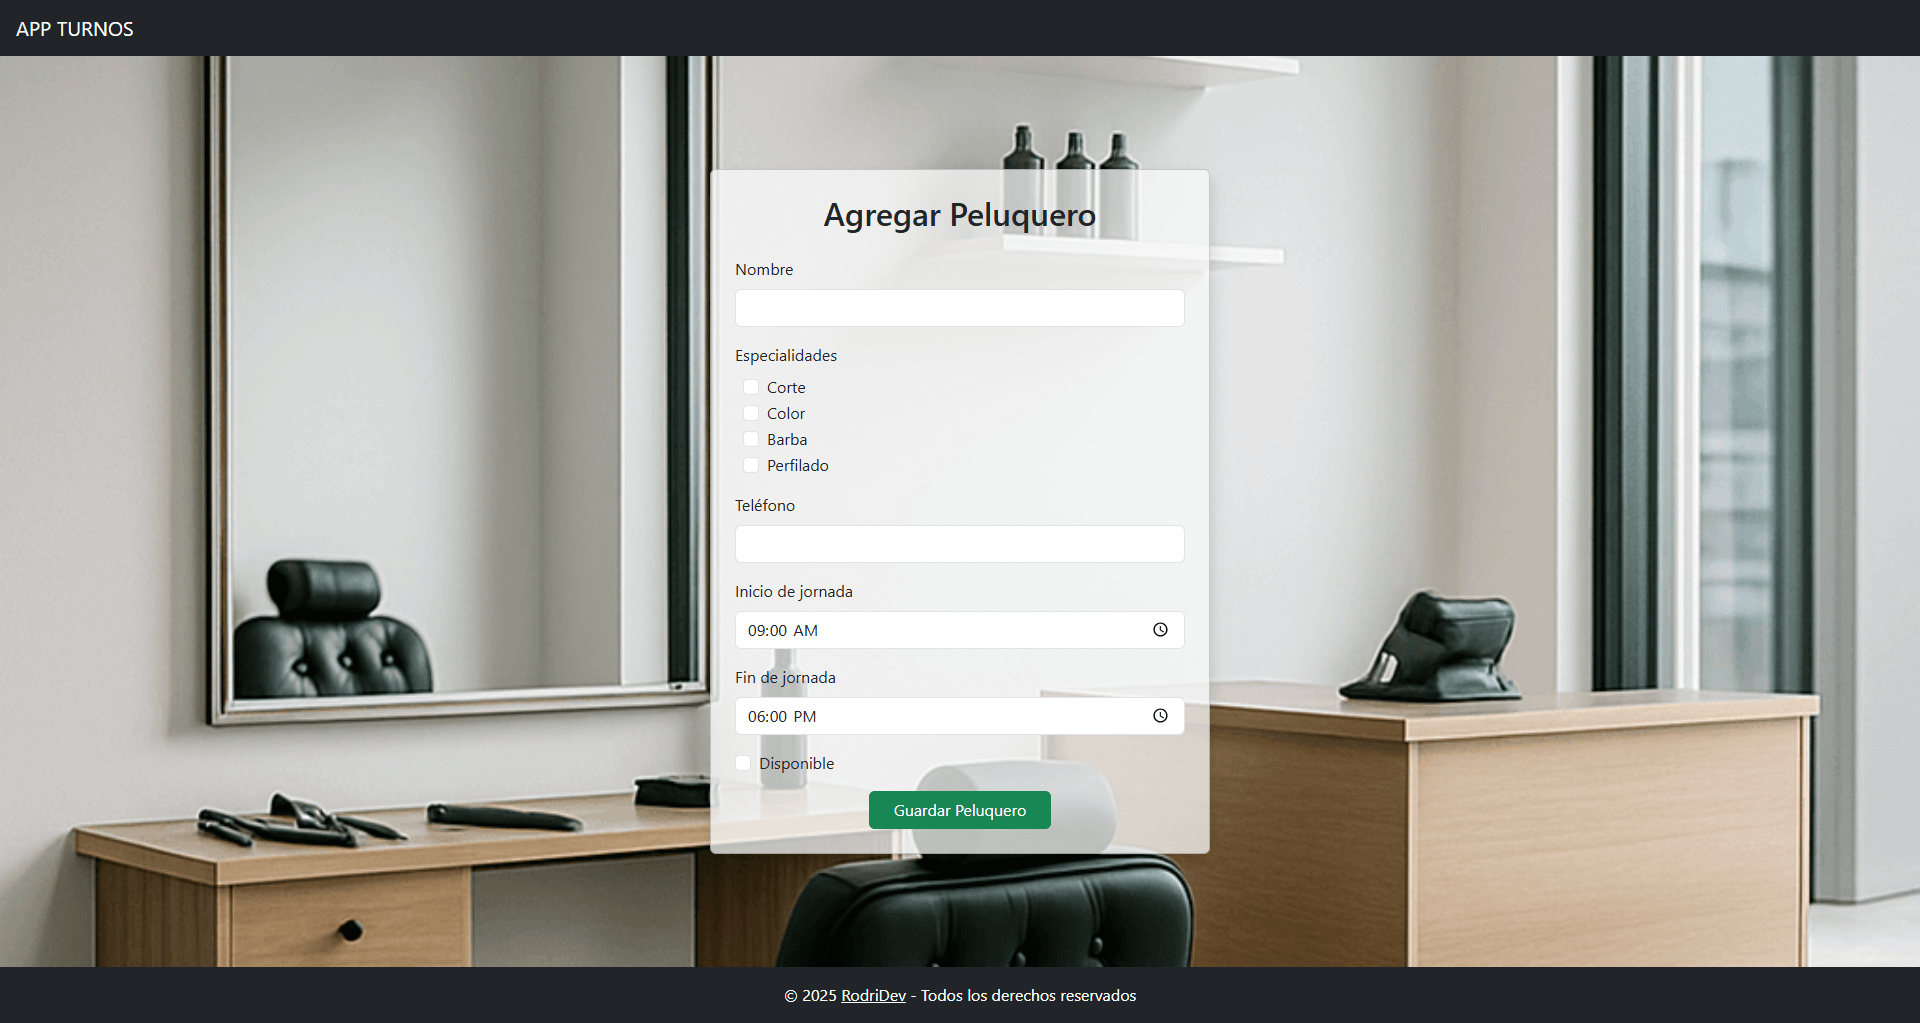 APP TURNOS
Agregar Peluquero
Nombre
Especialidades
Corte
Color
Barba
Perfilado
Teléfono
Inicio de jornada
09:00 AM
Fin de jornada
06:00 PM
Disponible
Guardar Peluquero
© 2025 RodriDev - Todos los derechos reservados